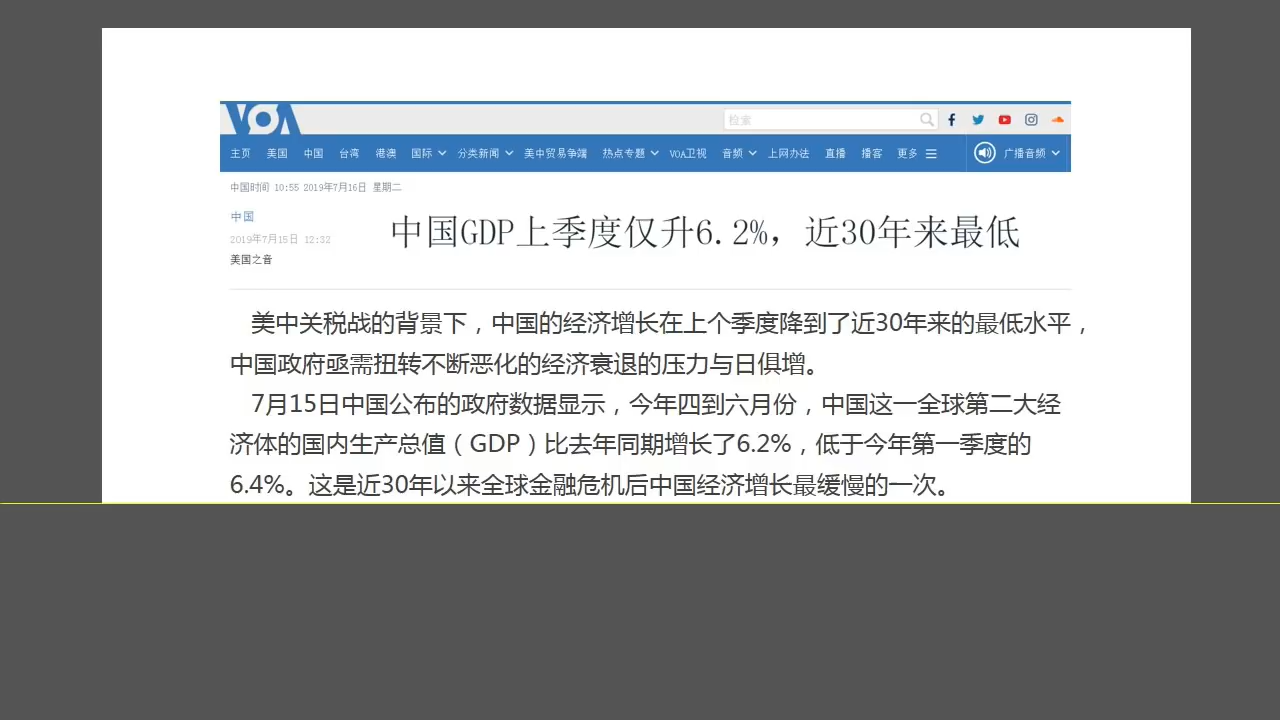 VOA
检索
主页 美国 中国 台湾 港澳 国际 分类新闻 美中贸易争端 热点专题 VOA卫视 音频 上网办法 直播 播客 更多 广播音频
中国时间 10:55 2019年7月16日 星期二
中国
2019年7月15日 12:32
美国之音
中国GDP上季度仅升6.2%，近30年来最低
美中关税战的背景下，中国的经济增长在上个季度降到了近30年来的最低水平，
中国政府亟需扭转不断恶化的经济衰退的压力与日俱增。
7月15日中国公布的政府数据显示，今年四到六月份，中国这一全球第二大经
济体的国内生产总值（GDP）比去年同期增长了6.2%，低于今年第一季度的
6.4%。这是近30年以来全球金融危机后中国经济增长最缓慢的一次。